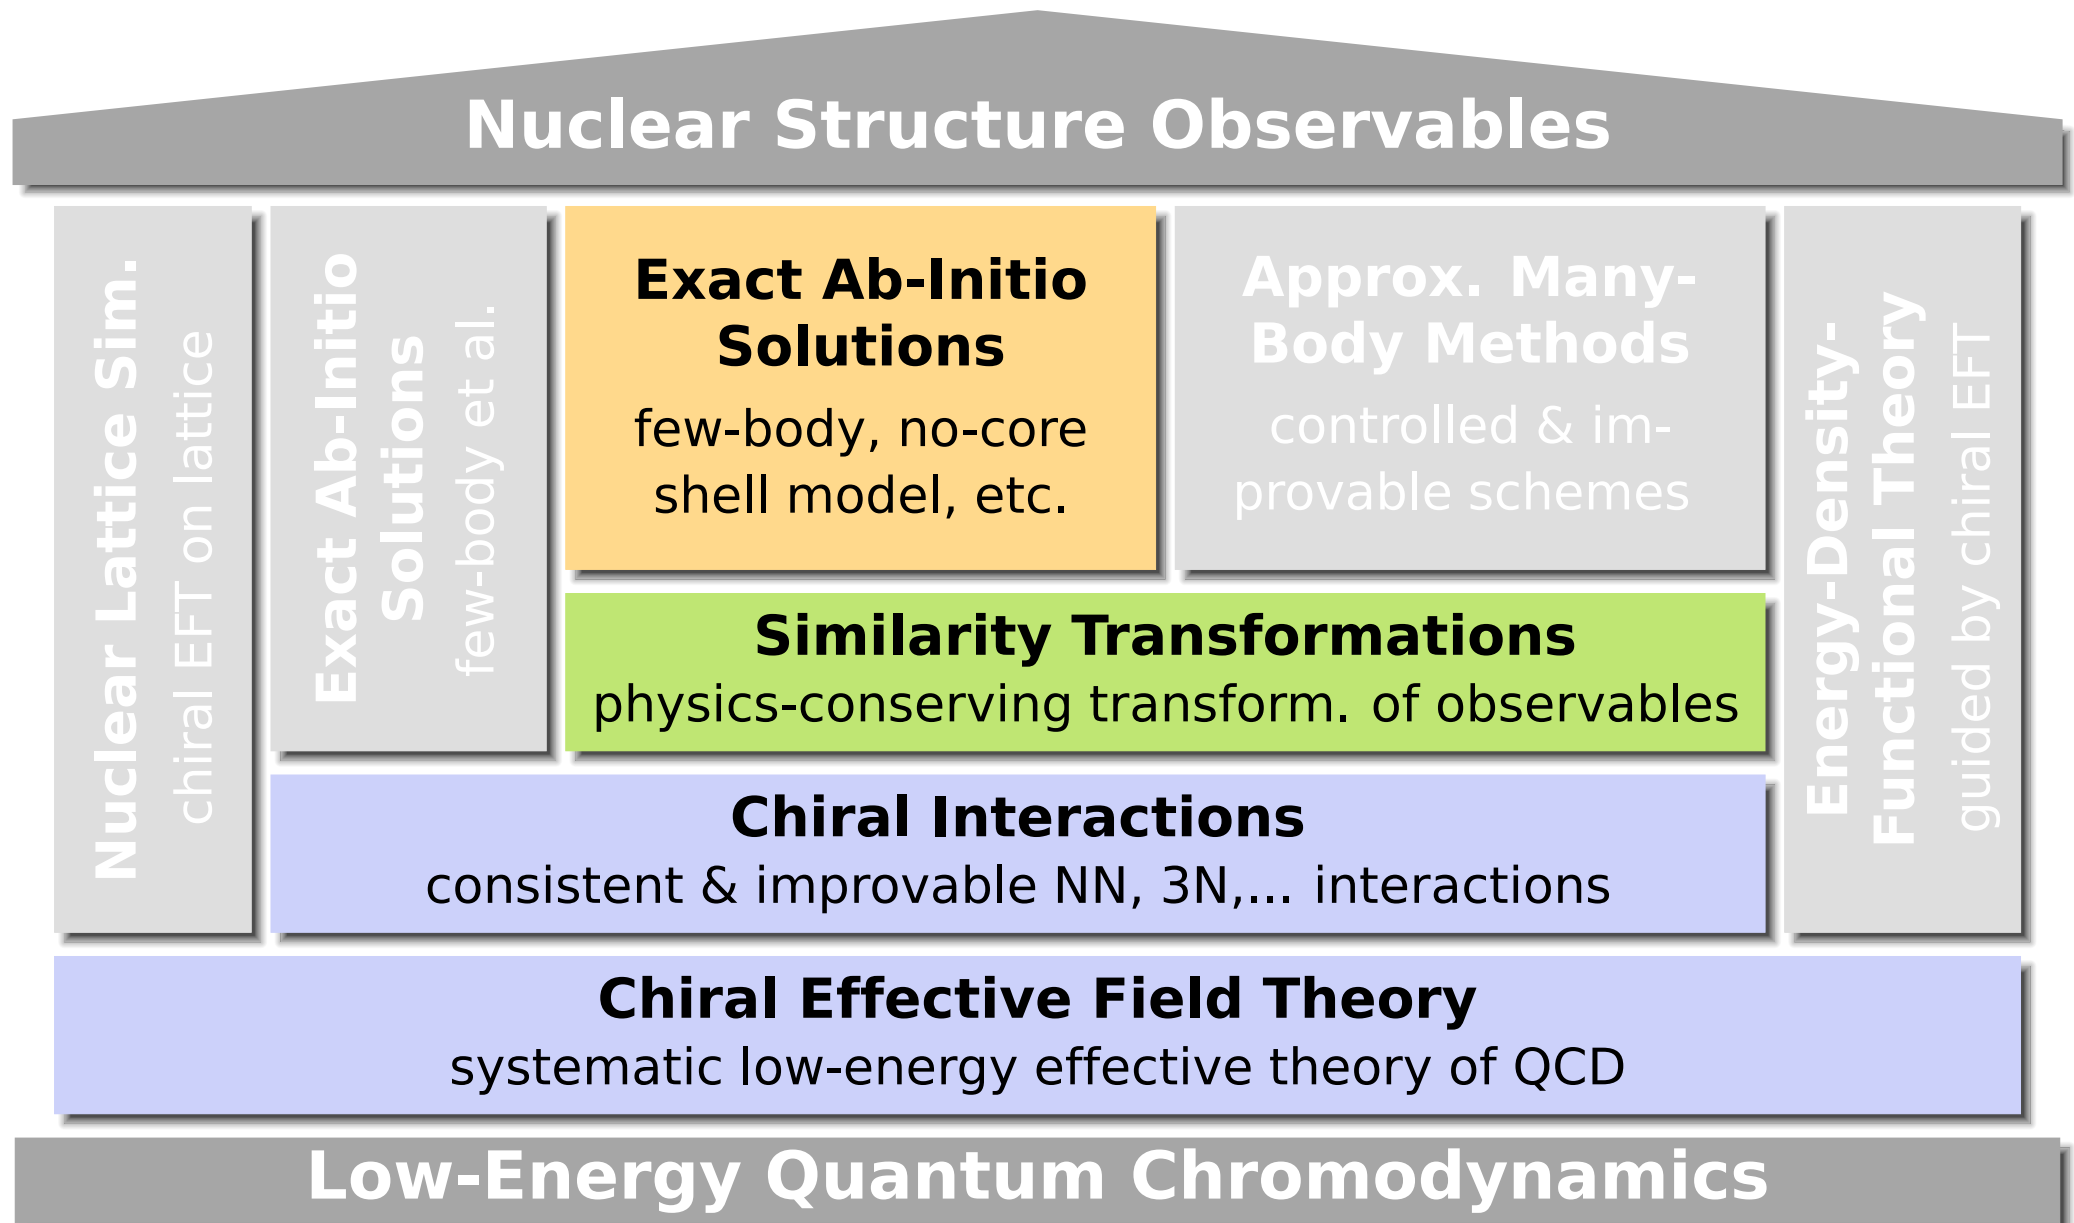 Nuclear Structure Observables
Nuclear Lattice Sim.
chiral EFT on lattice
Exact Ab-Initio
Solutions
few-body et al.
Exact Ab-Initio
Solutions
few-body, no-core
shell model, etc.
Approx. Many-
Body Methods
controlled & im-
provable schemes
Energy-Density-
Functional Theory
guided by chiral EFT
Similarity Transformations
physics-conserving transform. of observables
Chiral Interactions
consistent & improvable NN, 3N,... interactions
Chiral Effective Field Theory
systematic low-energy effective theory of QCD
Low-Energy Quantum Chromodynamics